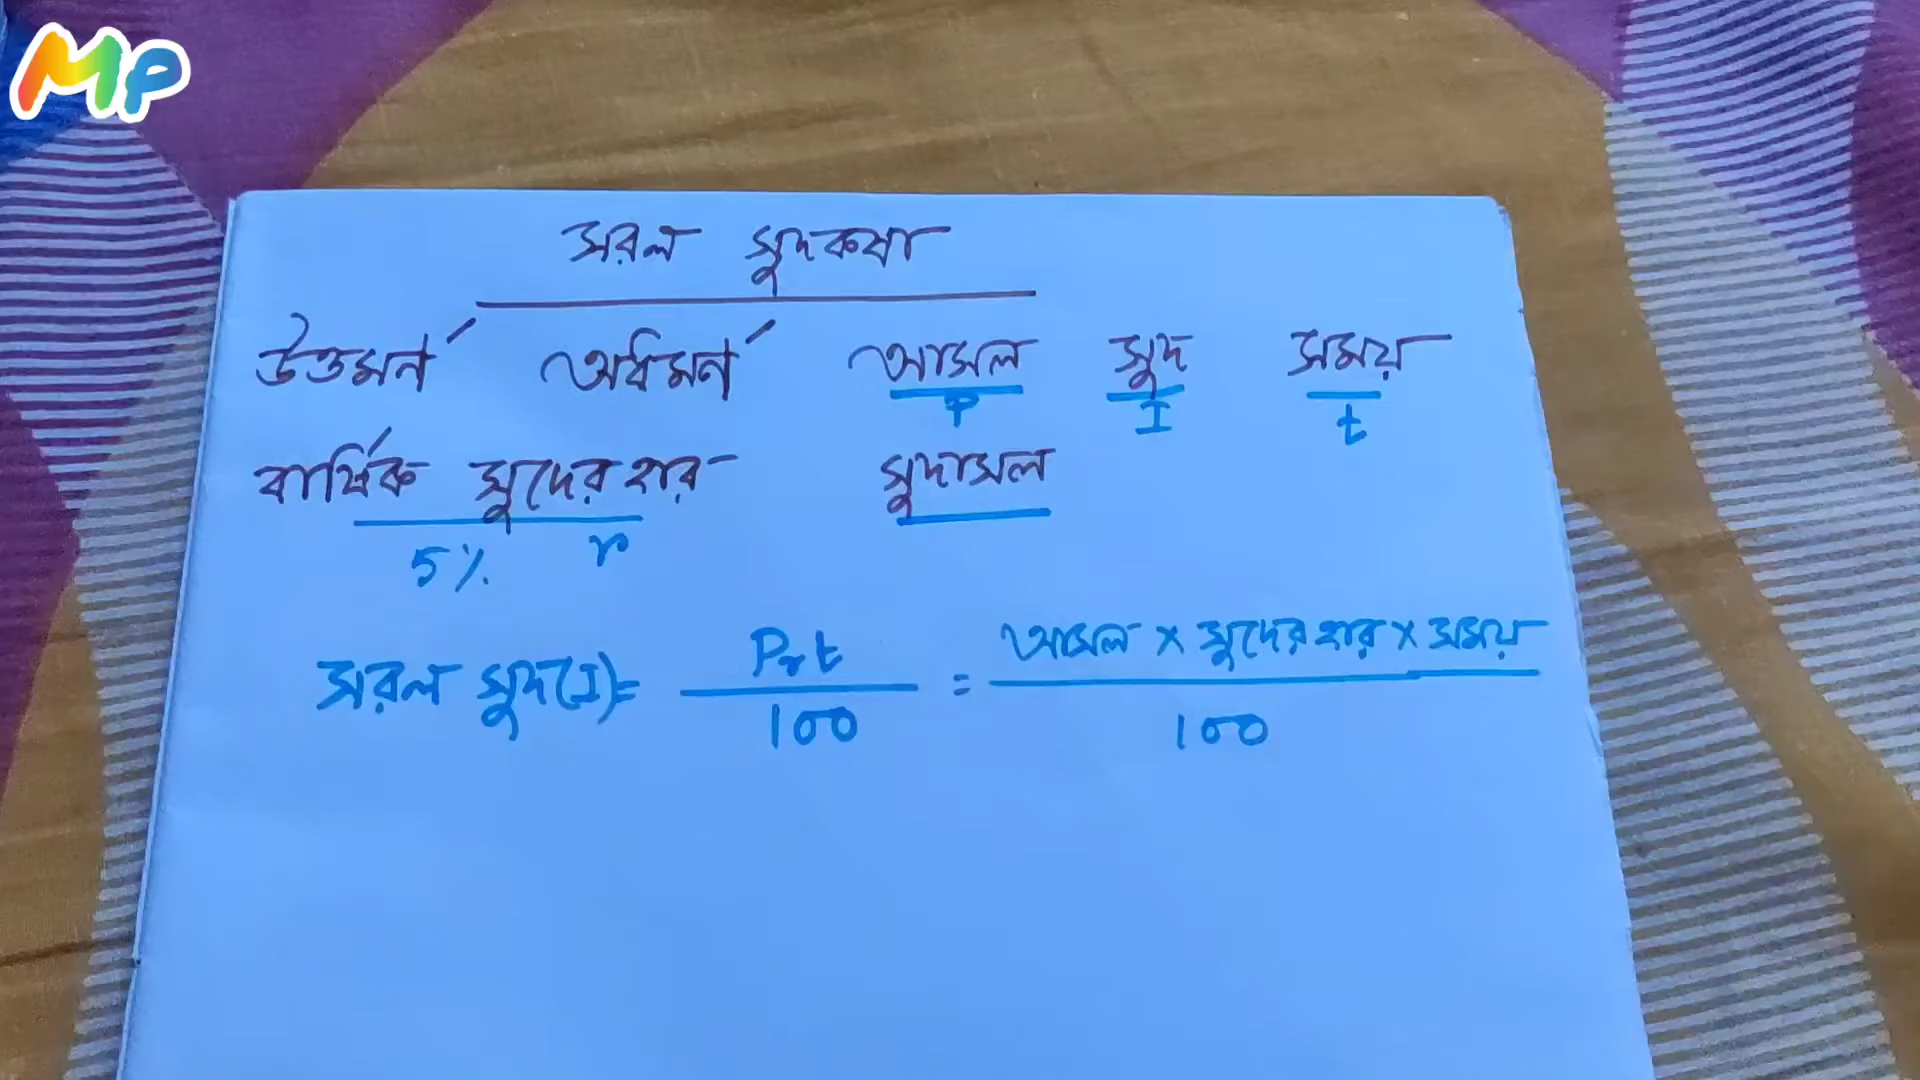 MP
সরল সুদকষা
উত্তমর্ণ অধমর্ণ আসল সুদ সময়
P I t
বার্ষিক সুদের হার সুদাসল
5% r
সরল সুদ(I)= Prt / 100 = আসল × সুদের হার × সময় / 100